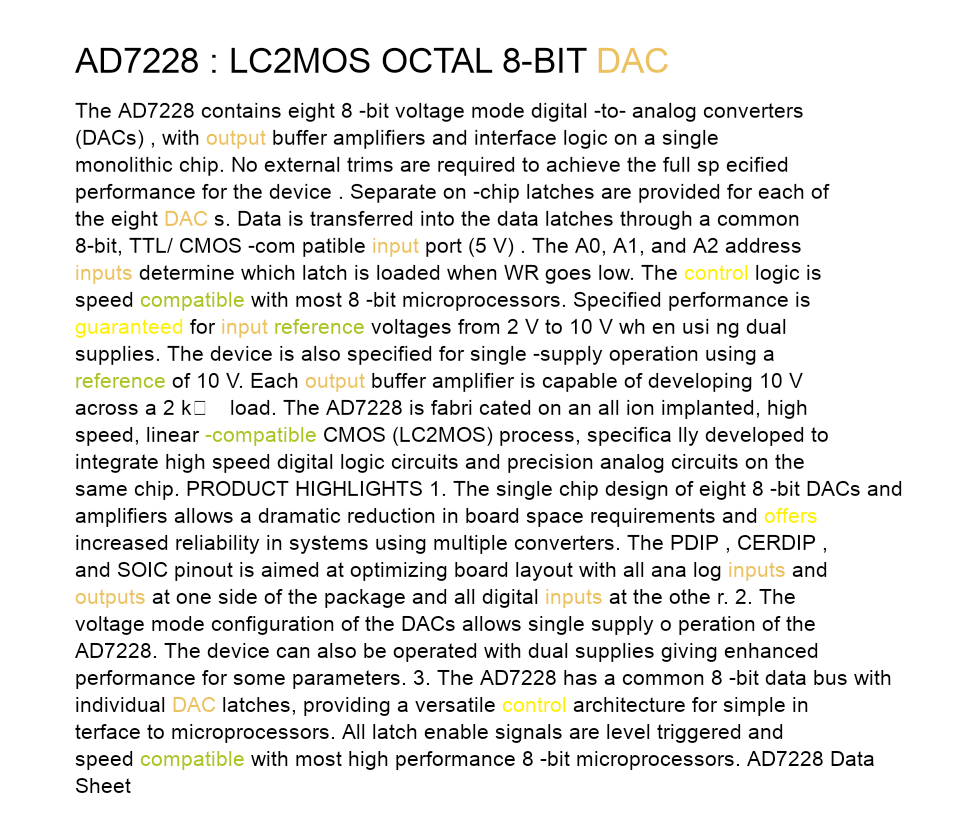 AD7228 : LC2MOS OCTAL 8-BIT DAC
The AD7228 contains eight 8 -bit voltage mode digital -to- analog converters
(DACs) , with output buffer amplifiers and interface logic on a single
monolithic chip. No external trims are required to achieve the full sp ecified
performance for the device . Separate on -chip latches are provided for each of
the eight DAC s. Data is transferred into the data latches through a common
8-bit, TTL/ CMOS -com patible input port (5 V) . The A0, A1, and A2 address
inputs determine which latch is loaded when WR goes low. The control logic is
speed compatible with most 8 -bit microprocessors. Specified performance is
guaranteed for input reference voltages from 2 V to 10 V wh en usi ng dual
supplies. The device is also specified for single -supply operation using a
reference of 10 V. Each output buffer amplifier is capable of developing 10 V
across a 2 k□ load. The AD7228 is fabri cated on an all ion implanted, high
speed, linear -compatible CMOS (LC2MOS) process, specifica lly developed to
integrate high speed digital logic circuits and precision analog circuits on the
same chip. PRODUCT HIGHLIGHTS 1. The single chip design of eight 8 -bit DACs and
amplifiers allows a dramatic reduction in board space requirements and offers
increased reliability in systems using multiple converters. The PDIP , CERDIP ,
and SOIC pinout is aimed at optimizing board layout with all ana log inputs and
outputs at one side of the package and all digital inputs at the othe r. 2. The
voltage mode configuration of the DACs allows single supply o peration of the
AD7228. The device can also be operated with dual supplies giving enhanced
performance for some parameters. 3. The AD7228 has a common 8 -bit data bus with
individual DAC latches, providing a versatile control architecture for simple in
terface to microprocessors. All latch enable signals are level triggered and
speed compatible with most high performance 8 -bit microprocessors. AD7228 Data
Sheet